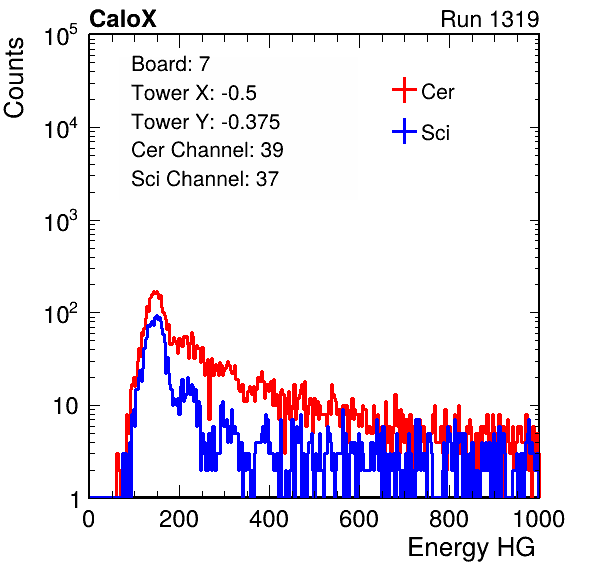 CaloX Run 1319
Counts
Board: 7
Tower X: -0.5
Tower Y: -0.375
Cer Channel: 39
Sci Channel: 37
Cer
Sci
10^5
10^4
10^3
10^2
10
1
0 200 400 600 800 1000
Energy HG